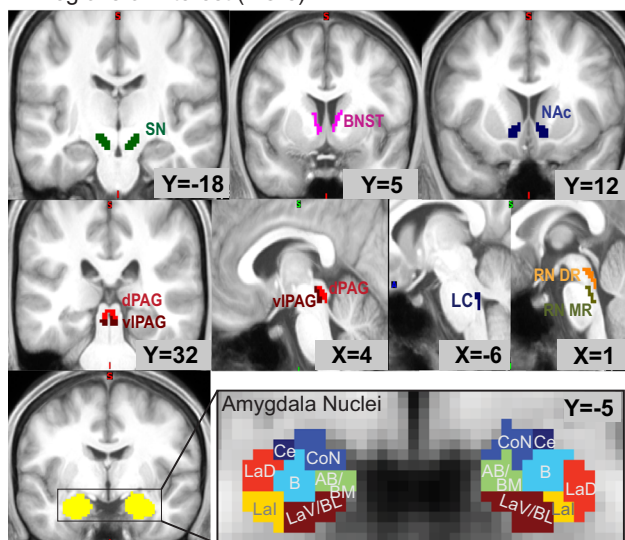 SN
Y=-18
BNST
Y=5
NAc
Y=12
dPAG
vlPAG
Y=32
vlPAG
dPAG
X=4
LC
X=-6
RN DR
RN MR
X=1
Amygdala Nuclei
Y=-5
Ce
CoN
LaD
B
AB/
BM
LaI
LaV/BL
CoN
Ce
AB/
BM
B
LaD
LaI
LaV/BL